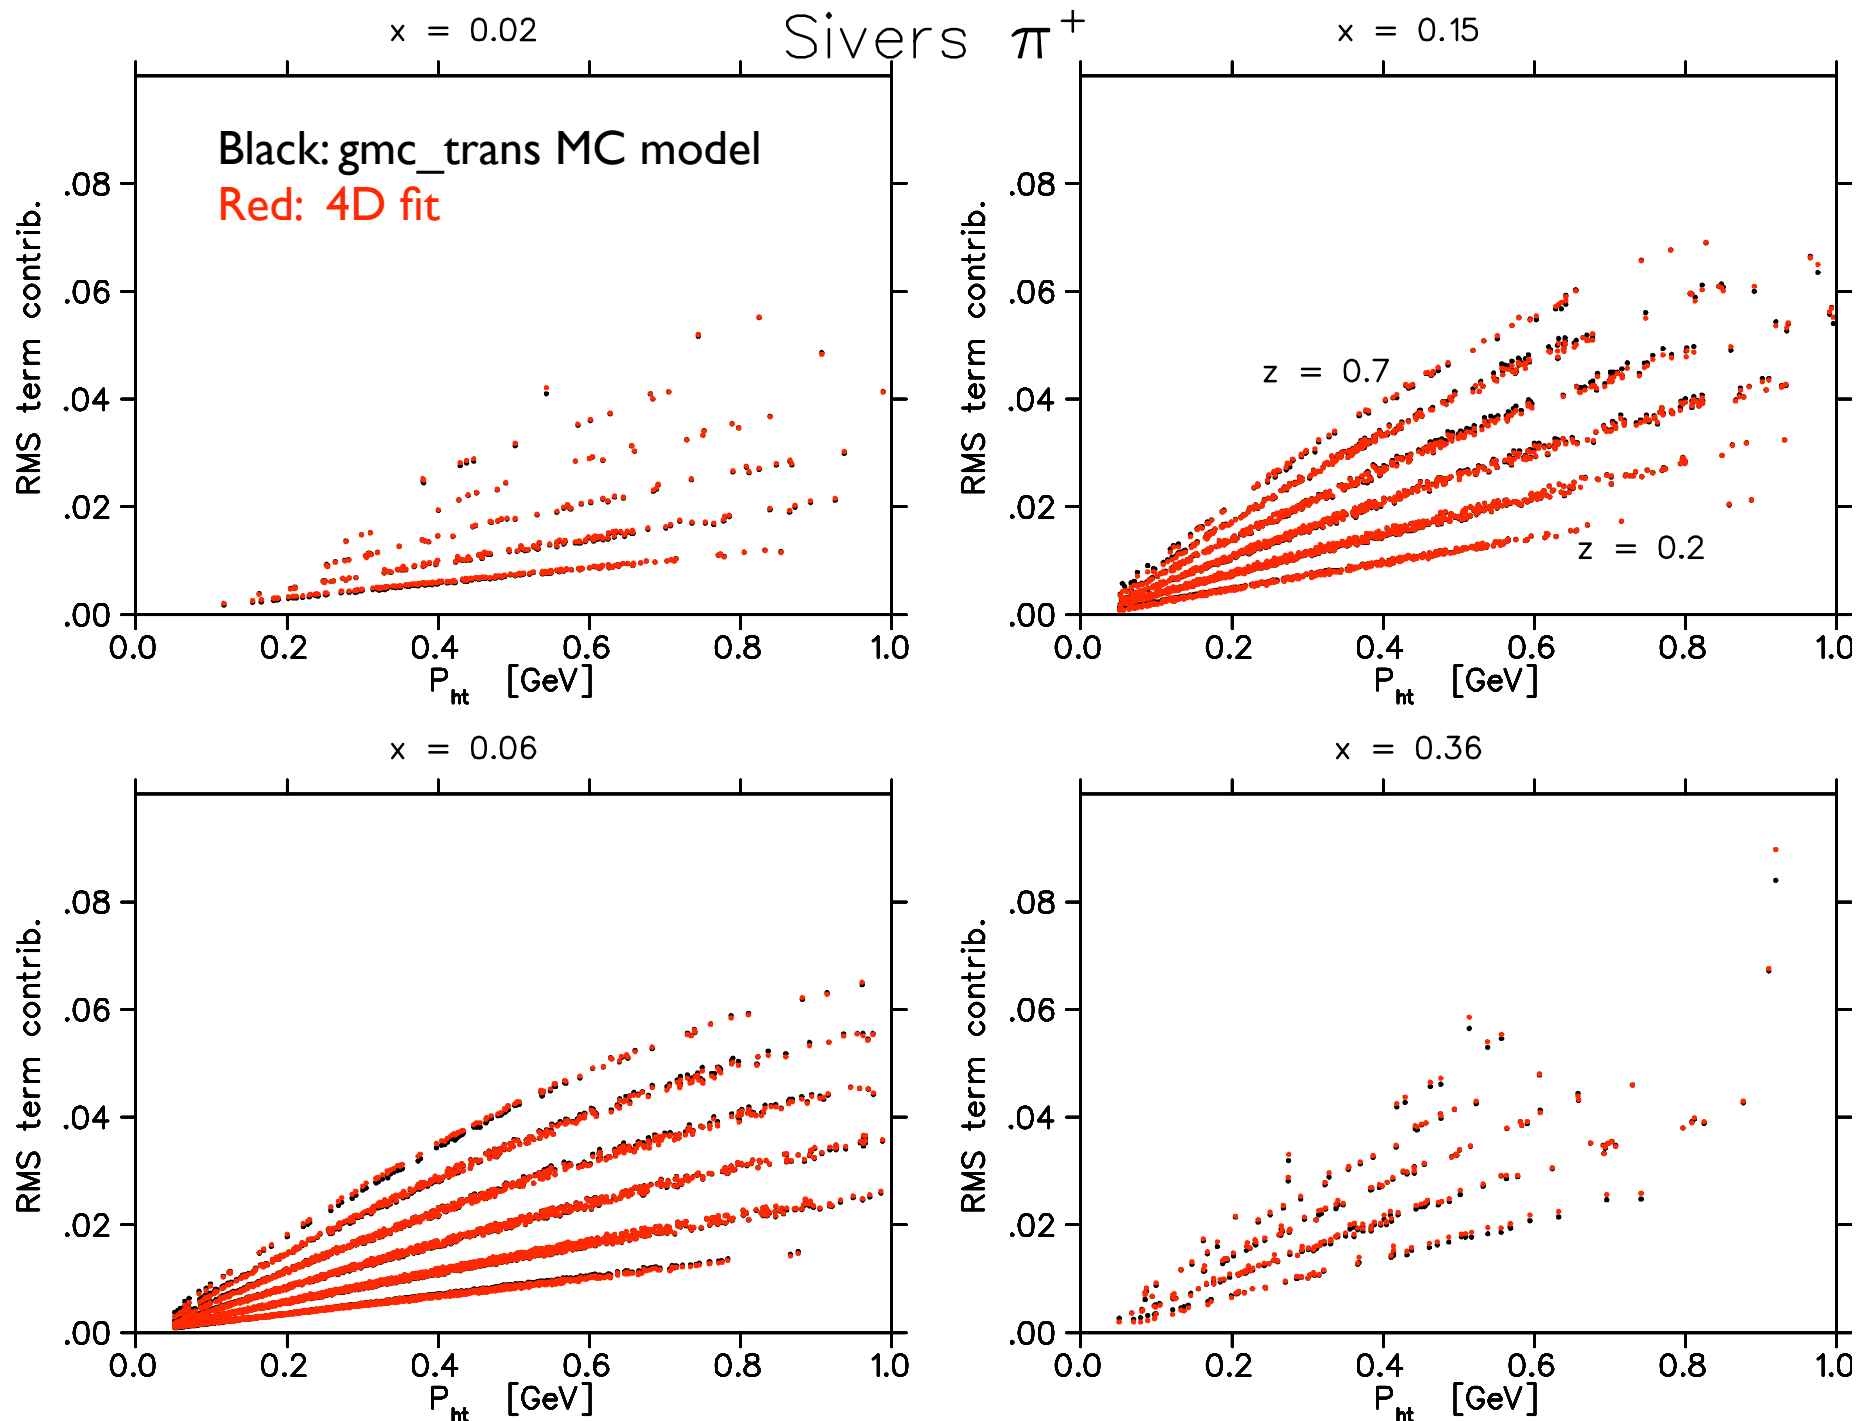 Sivers π+
x = 0.02
Black: gmc_trans MC model
Red: 4D fit
RMS term contrib.
.08
.06
.04
.02
.00
0.0 0.2 0.4 0.6 0.8 1.0
Pht [GeV]
x = 0.15
z = 0.7
z = 0.2
RMS term contrib.
.08
.06
.04
.02
.00
0.0 0.2 0.4 0.6 0.8 1.0
Pht [GeV]
x = 0.06
RMS term contrib.
.08
.06
.04
.02
.00
0.0 0.2 0.4 0.6 0.8 1.0
Pht [GeV]
x = 0.36
RMS term contrib.
.08
.06
.04
.02
.00
0.0 0.2 0.4 0.6 0.8 1.0
Pht [GeV]